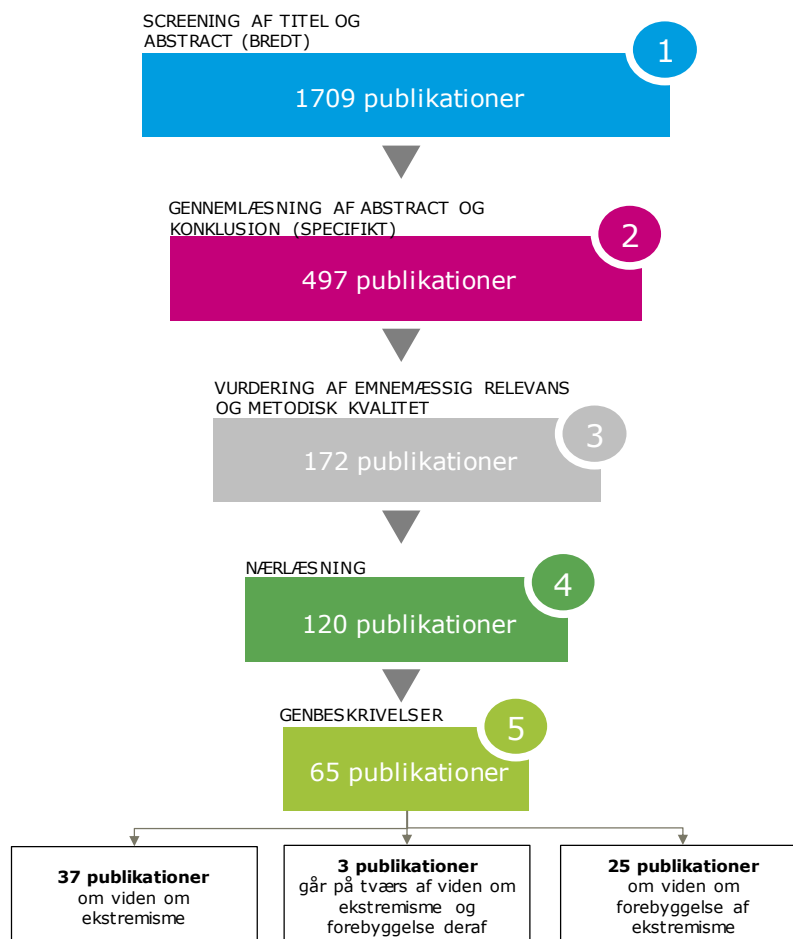 SCREENING AF TITEL OG
ABSTRACT (BREDT)
1
1709 publikationer
GENNEMLÆSNING AF ABSTRACT OG
KONKLUSION (SPECIFIKT)
2
497 publikationer
VURDERING AF EMNEMÆSSIG RELEVANS
OG METODISK KVALITET
3
172 publikationer
NÆRLÆSNING
4
120 publikationer
GENBESKRIVELSER
5
65 publikationer
37 publikationer
om viden om
ekstremisme
3 publikationer
går på tværs af viden om
ekstremisme og
forebyggelse deraf
25 publikationer
om viden om
forebyggelse af
ekstremisme